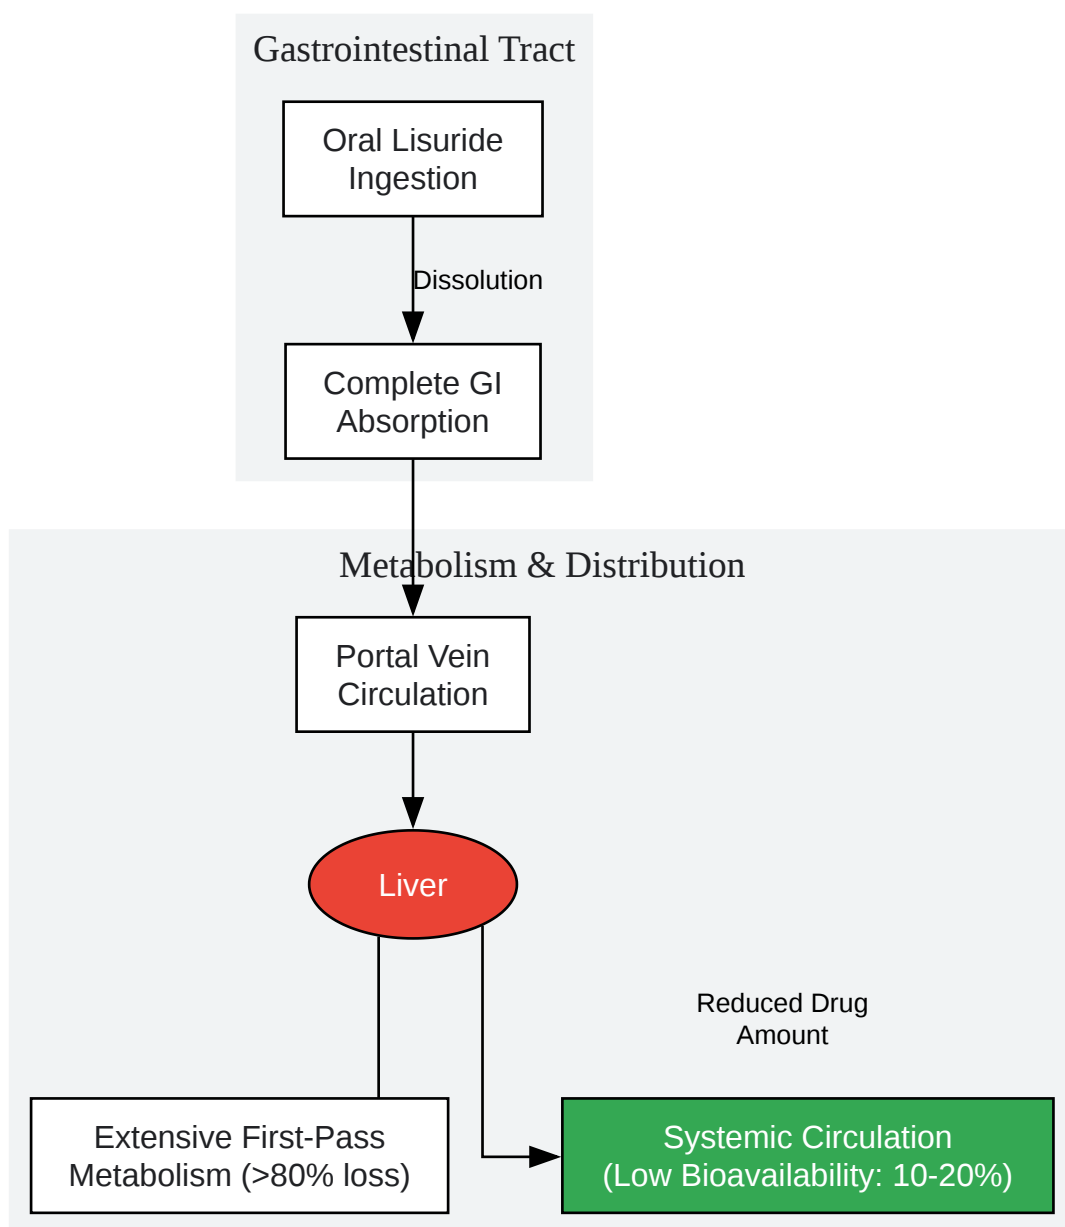 Gastrointestinal Tract
Oral Lisuride
Ingestion
Dissolution
Complete GI
Absorption
Metabolism & Distribution
Portal Vein
Circulation
Liver
Reduced Drug
Amount
Extensive First-Pass
Metabolism (>80% loss)
Systemic Circulation
(Low Bioavailability: 10-20%)